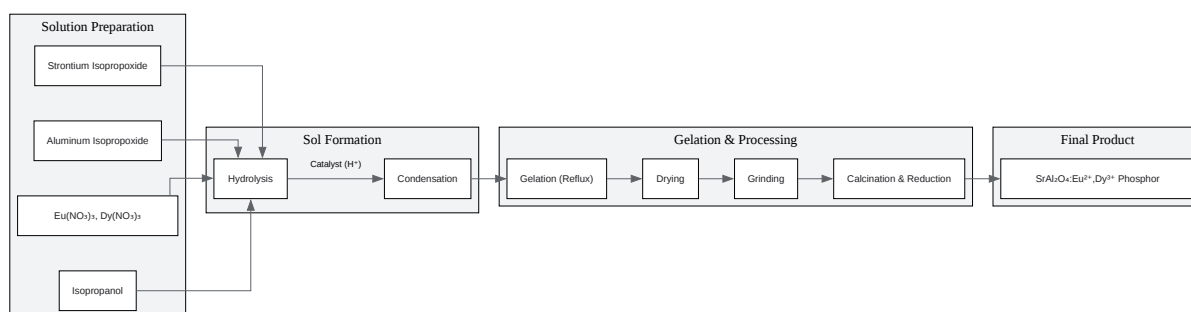 Solution Preparation
Strontium Isopropoxide
Aluminum Isopropoxide
Eu(NO₃)₃, Dy(NO₃)₃
Isopropanol
Sol Formation
Hydrolysis
Catalyst (H⁺)
Condensation
Gelation & Processing
Gelation (Reflux)
Drying
Grinding
Calcination & Reduction
Final Product
SrAl₂O₄:Eu²⁺,Dy³⁺ Phosphor